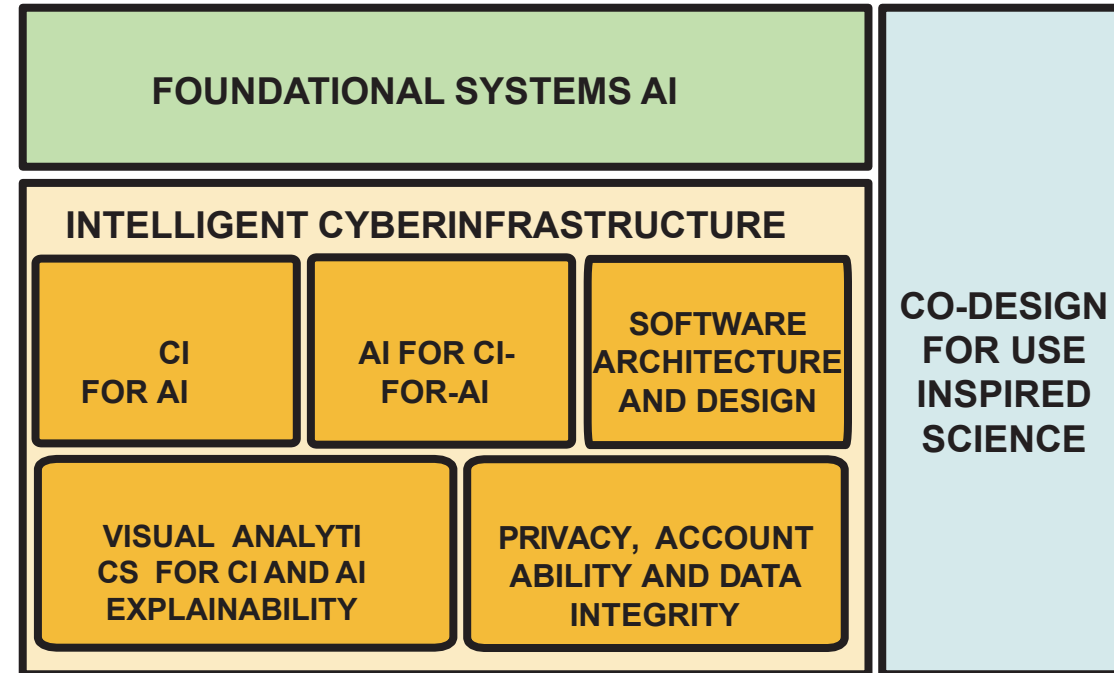 FOUNDATIONAL SYSTEMS AI
INTELLIGENT CYBERINFRASTRUCTURE
CI
FOR AI
AI FOR CI-
FOR-AI
SOFTWARE
ARCHITECTURE
AND DESIGN
VISUAL ANALYTI
CS FOR CI AND AI
EXPLAINABILITY
PRIVACY, ACCOUNT
ABILITY AND DATA
INTEGRITY
CO-DESIGN
FOR USE
INSPIRED
SCIENCE